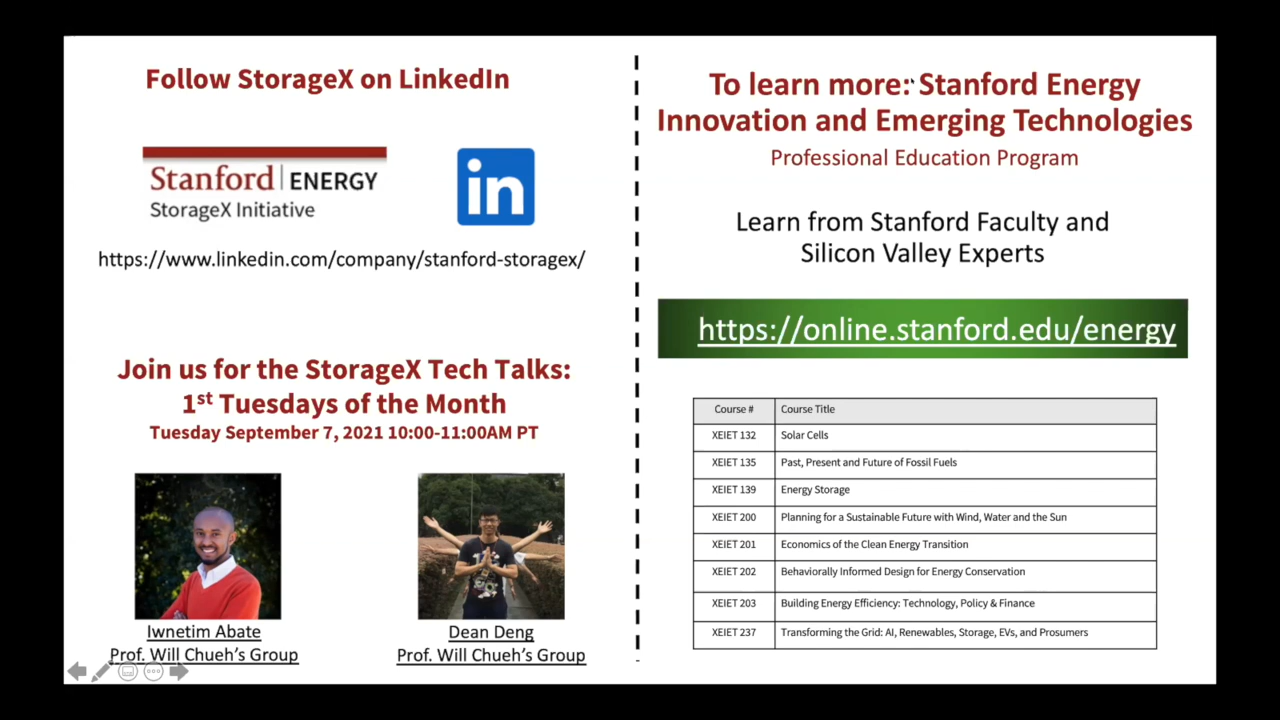 Follow StorageX on LinkedIn
Stanford | ENERGY
StorageX Initiative
in
https://www.linkedin.com/company/stanford-storagex/
Join us for the StorageX Tech Talks:
1st Tuesdays of the Month
Tuesday September 7, 2021 10:00-11:00AM PT
Iwnetim Abate
Prof. Will Chueh's Group
Dean Deng
Prof. Will Chueh's Group
To learn more: Stanford Energy
Innovation and Emerging Technologies
Professional Education Program
Learn from Stanford Faculty and
Silicon Valley Experts
https://online.stanford.edu/energy
Course # Course Title
XEIET 132 Solar Cells
XEIET 135 Past, Present and Future of Fossil Fuels
XEIET 139 Energy Storage
XEIET 200 Planning for a Sustainable Future with Wind, Water and the Sun
XEIET 201 Economics of the Clean Energy Transition
XEIET 202 Behaviorally Informed Design for Energy Conservation
XEIET 203 Building Energy Efficiency: Technology, Policy & Finance
XEIET 237 Transforming the Grid: AI, Renewables, Storage, EVs, and Prosumers